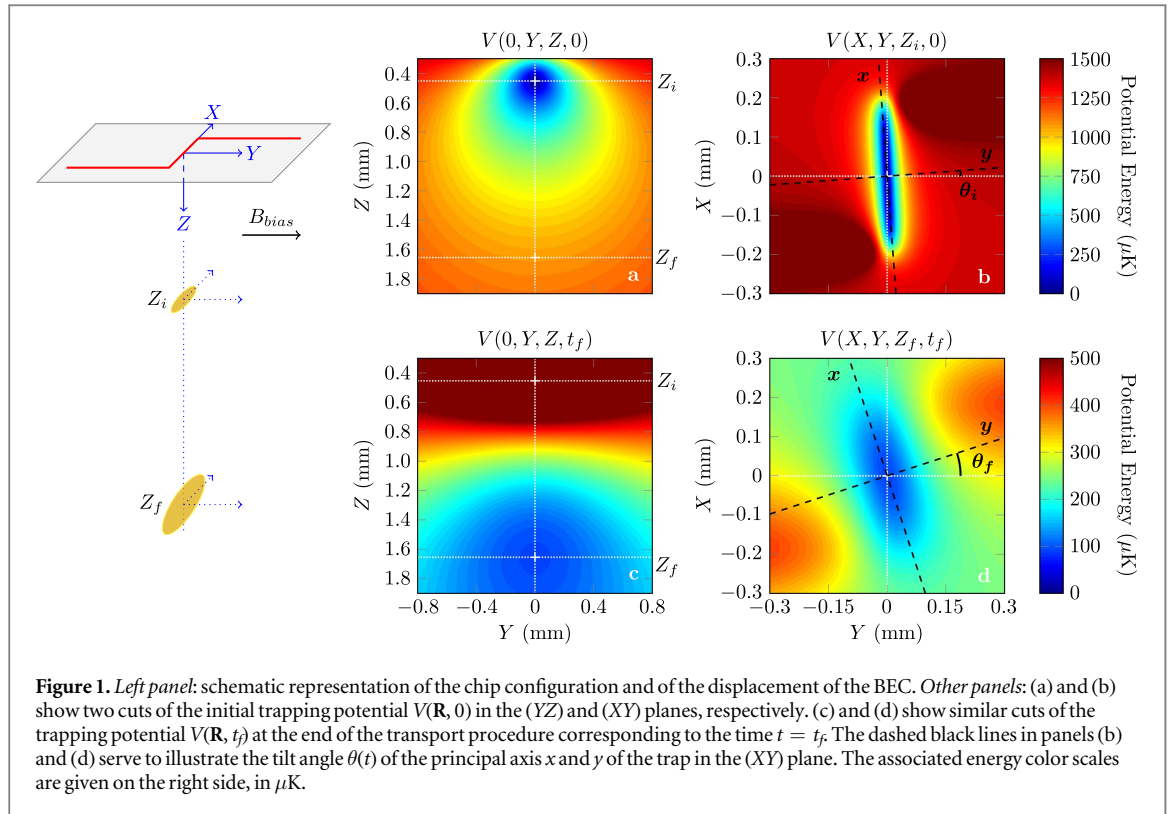 V(0, Y, Z, 0)
V(X, Y, Z_i, 0)
X
Y
Z
B_{bias}
Z_i
Z_f
Z (mm)
0.4
0.6
0.8
1.0
1.2
1.4
1.6
1.8
Z_i
Z_f
a
X (mm)
0.3
0.2
0.1
0
−0.1
−0.2
−0.3
x
y
θ_i
b
1500
1250
1000
750
500
250
0
Potential Energy (μK)
V(0, Y, Z, t_f)
V(X, Y, Z_f, t_f)
Z (mm)
0.4
0.6
0.8
1.0
1.2
1.4
1.6
1.8
Z_i
Z_f
c
−0.8 −0.4 0 0.4 0.8
Y (mm)
X (mm)
0.3
0.2
0.1
0
−0.1
−0.2
−0.3
x
y
θ_f
d
−0.3 −0.15 0 0.15 0.3
Y (mm)
500
400
300
200
100
0
Potential Energy (μK)
Figure 1. Left panel: schematic representation of the chip configuration and of the displacement of the BEC. Other panels: (a) and (b)
show two cuts of the initial trapping potential V(R, 0) in the (YZ) and (XY) planes, respectively. (c) and (d) show similar cuts of the
trapping potential V(R, t_f) at the end of the transport procedure corresponding to the time t = t_f. The dashed black lines in panels (b)
and (d) serve to illustrate the tilt angle θ(t) of the principal axis x and y of the trap in the (XY) plane. The associated energy color scales
are given on the right side, in μK.